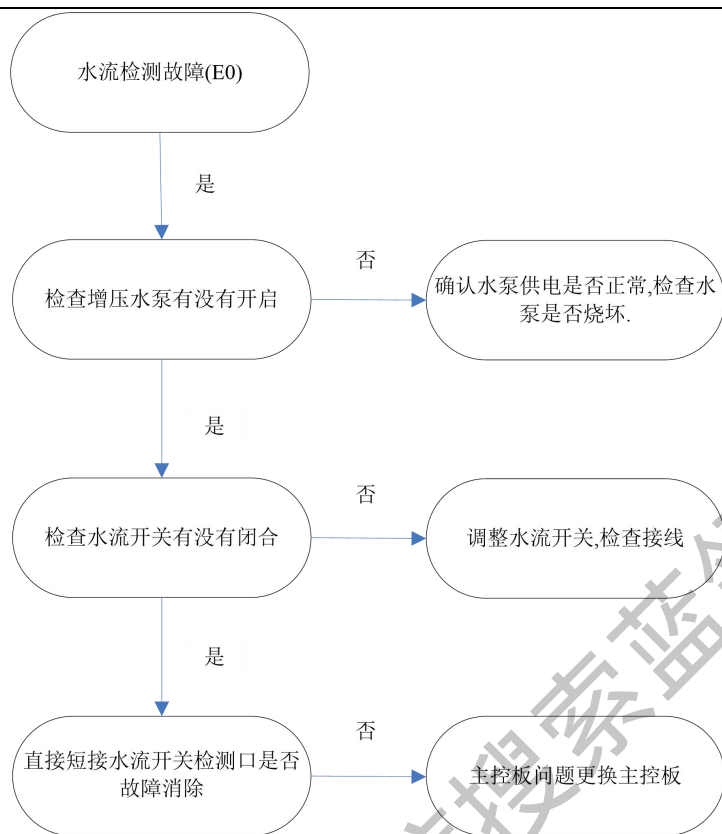 水流检测故障(E0)
是
检查增压水泵有没有开启
否
确认水泵供电是否正常,检查水
泵是否烧坏.
是
检查水流开关有没有闭合
否
调整水流开关,检查接线
是
直接短接水流开关检测口是否
故障消除
否
主控板问题更换主控板
搜索蓝